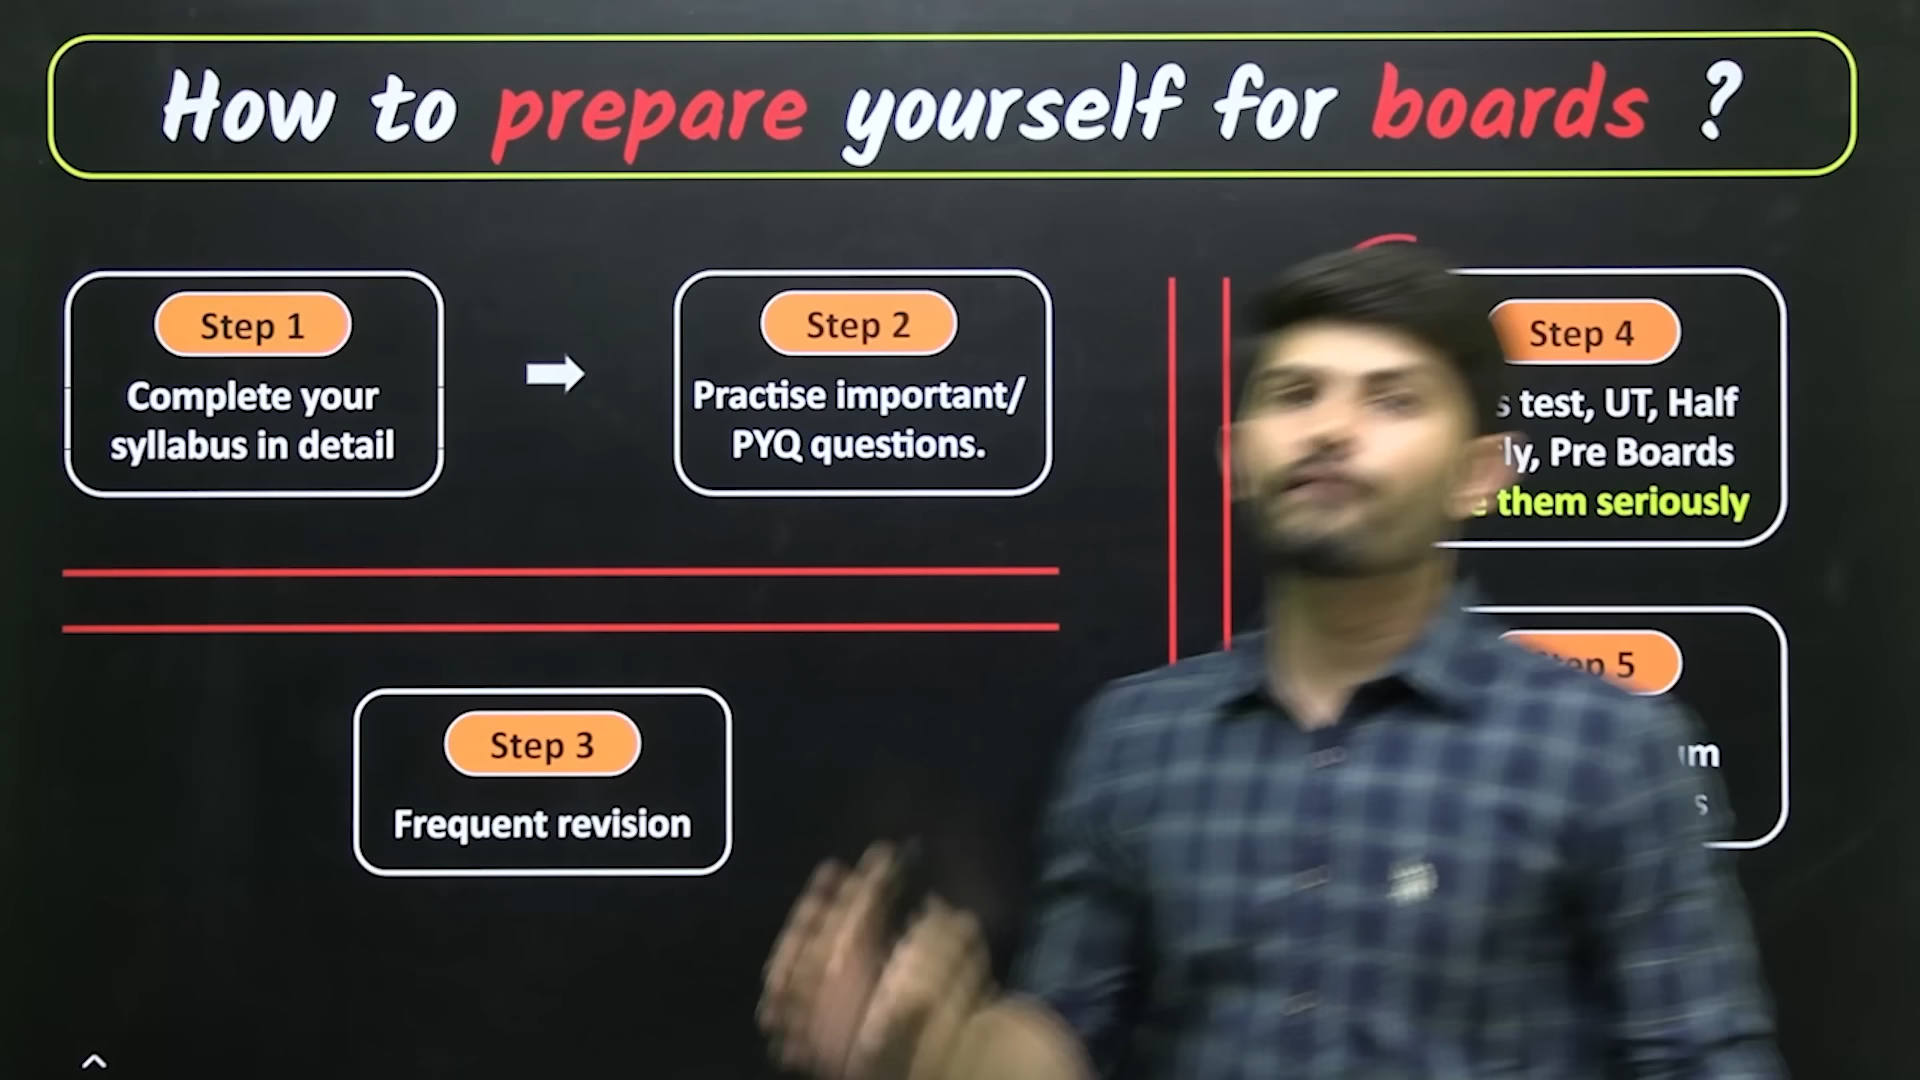 How to prepare yourself for boards ?
Step 1
Complete your
syllabus in detail
Step 2
Practise important/
PYQ questions.
Step 3
Frequent revision
Step 4
test, UT, Half
Pre Boards
them seriously
5